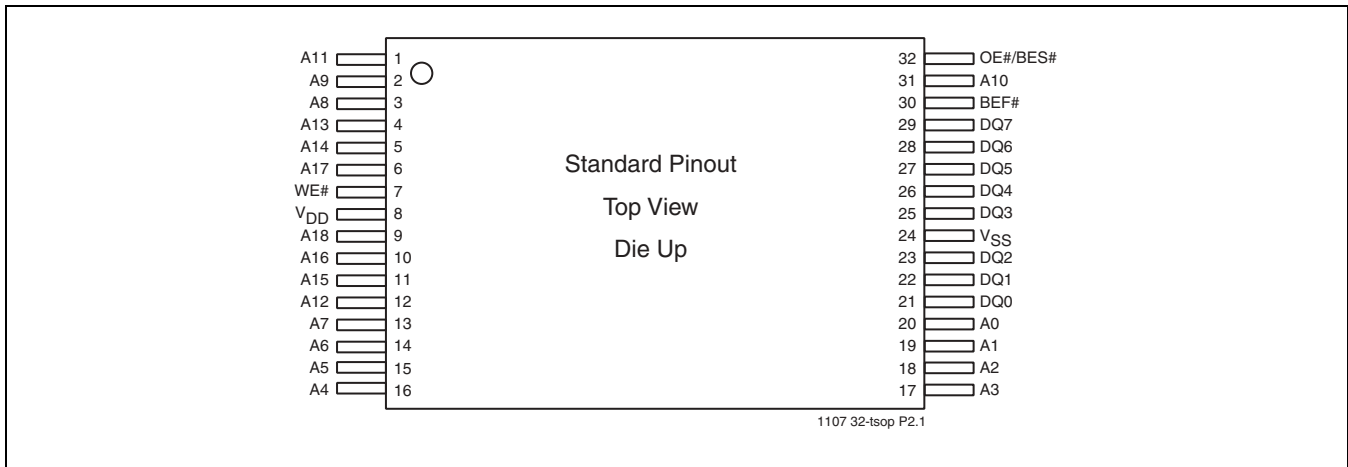 A11 1 32 OE#/BES#
A9 2 31 A10
A8 3 30 BEF#
A13 4 29 DQ7
A14 5 28 DQ6
A17 6 27 DQ5
WE# 7 26 DQ4
VDD 8 25 DQ3
A18 9 24 VSS
A16 10 23 DQ2
A15 11 22 DQ1
A12 12 21 DQ0
A7 13 20 A0
A6 14 19 A1
A5 15 18 A2
A4 16 17 A3
Standard Pinout
Top View
Die Up
1107 32-tsop P2.1